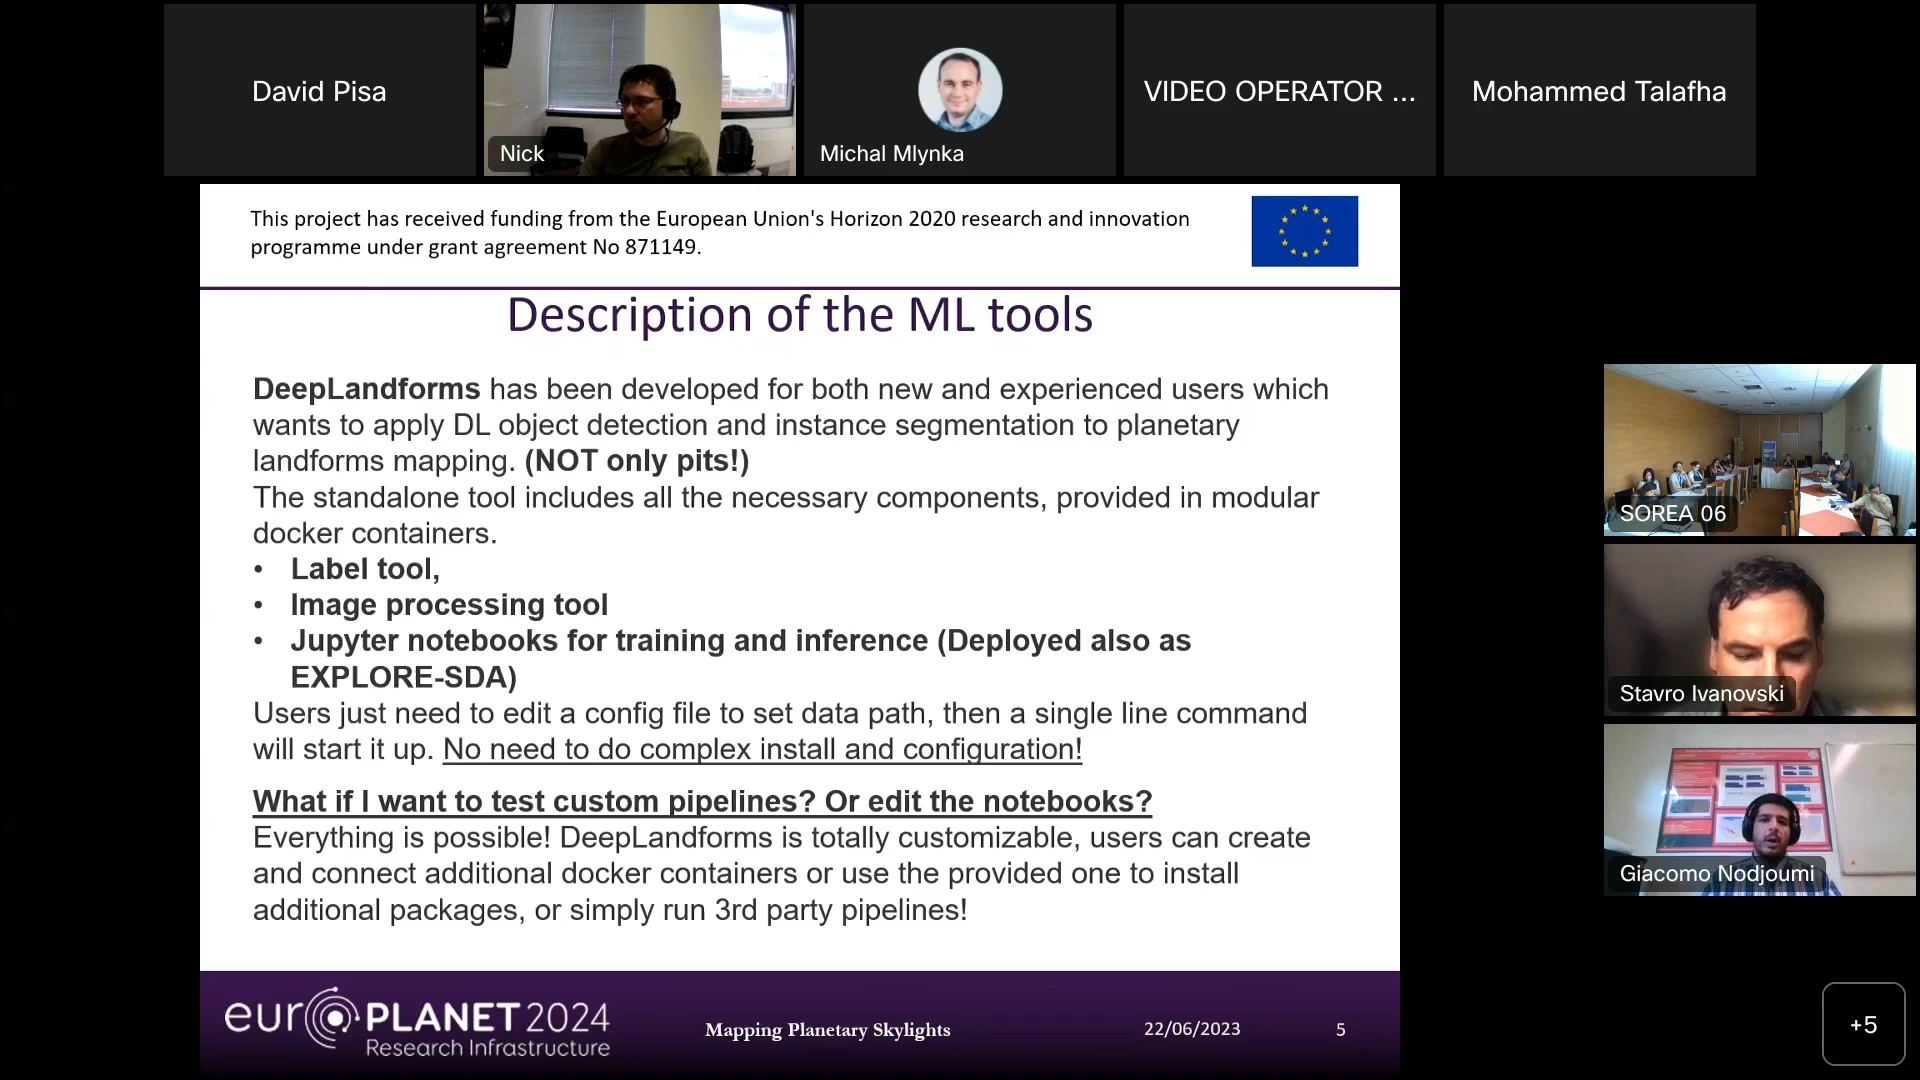 David Pisa
Nick
Michal Mlynka
VIDEO OPERATOR ...
Mohammed Talafha
This project has received funding from the European Union's Horizon 2020 research and innovation
programme under grant agreement No 871149.
Description of the ML tools
DeepLandforms has been developed for both new and experienced users which
wants to apply DL object detection and instance segmentation to planetary
landforms mapping. (NOT only pits!)
The standalone tool includes all the necessary components, provided in modular
docker containers.
• Label tool,
• Image processing tool
• Jupyter notebooks for training and inference (Deployed also as
EXPLORE-SDA)
Users just need to edit a config file to set data path, then a single line command
will start it up. No need to do complex install and configuration!
What if I want to test custom pipelines? Or edit the notebooks?
Everything is possible! DeepLandforms is totally customizable, users can create
and connect additional docker containers or use the provided one to install
additional packages, or simply run 3rd party pipelines!
SOREA 06
Stavro Ivanovski
Giacomo Nodjoumi
euroPLANET 2024
Research Infrastructure
Mapping Planetary Skylights
22/06/2023
5
+5